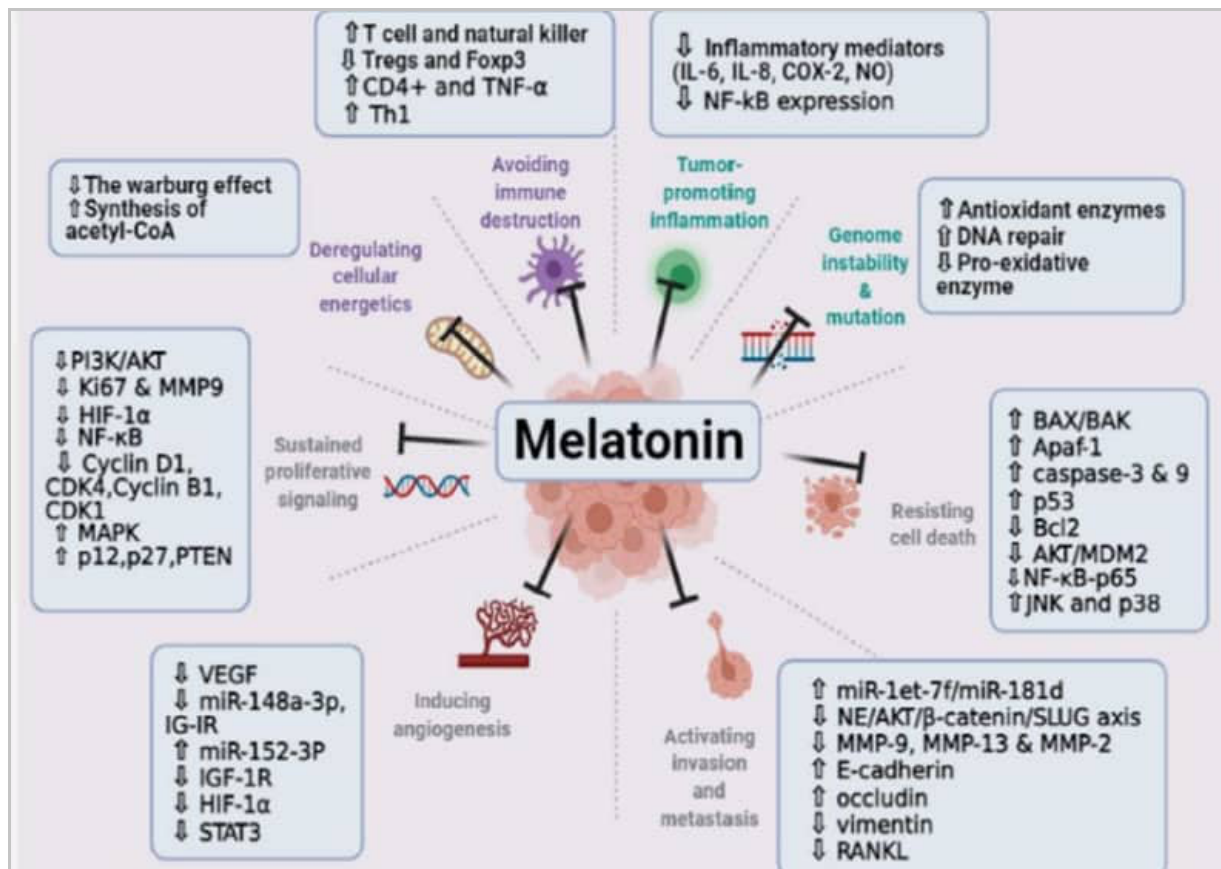 ⇧T cell and natural killer
⇩Tregs and Foxp3
⇧CD4+ and TNF-α
⇧ Th1
⇩ Inflammatory mediators
(IL-6, IL-8, COX-2, NO)
⇩ NF-kB expression
⇩The warburg effect
⇧Synthesis of
acetyl-CoA
Deregulating
cellular
energetics
Avoiding
immune
destruction
Tumor-
promoting
inflammation
Genome
instability
&
mutation
⇧Antioxidant enzymes
⇧ DNA repair
⇩ Pro-oxidative
enzyme
⇩PI3K/AKT
⇩ Ki67 & MMP9
⇩ HIF-1α
⇩ NF-κB
⇩ Cyclin D1,
CDK4,Cyclin B1,
CDK1
⇧ MAPK
⇧ p12,p27,PTEN
Sustained
proliferative
signaling
Melatonin
Resisting
cell death
⇧ BAX/BAK
⇧ Apaf-1
⇧ caspase-3 & 9
⇧ p53
⇩ Bcl2
⇩ AKT/MDM2
⇩NF-κB-p65
⇧JNK and p38
⇩ VEGF
⇩ miR-148a-3p,
IG-IR
⇧ miR-152-3P
⇩ IGF-1R
⇩ HIF-1α
⇩ STAT3
Inducing
angiogenesis
Activating
invasion
and
metastasis
⇧ miR-1et-7f/miR-181d
⇩ NE/AKT/β-catenin/SLUG axis
⇩ MMP-9, MMP-13 & MMP-2
⇧ E-cadherin
⇧ occludin
⇩ vimentin
⇩ RANKL